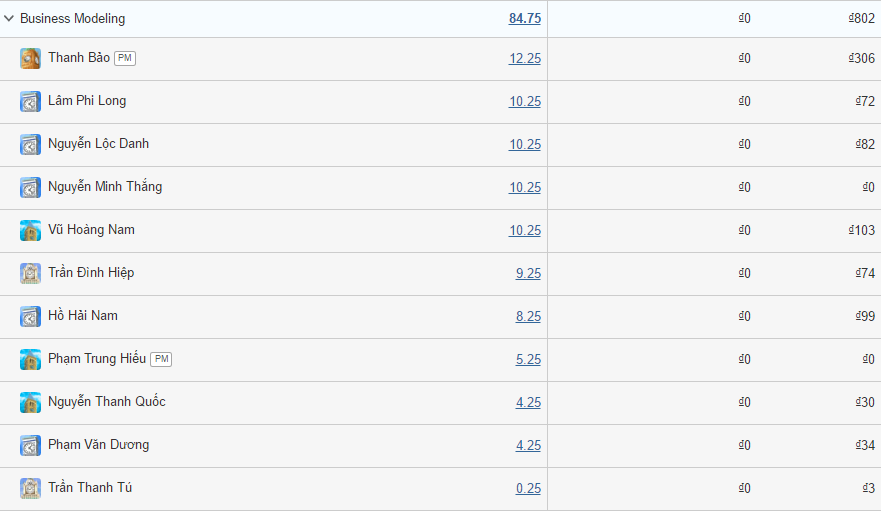 Business Modeling 84.75 ₫0 ₫802
Thanh Bảo PM 12.25 ₫0 ₫306
Lâm Phi Long 10.25 ₫0 ₫72
Nguyễn Lộc Danh 10.25 ₫0 ₫82
Nguyễn Minh Thắng 10.25 ₫0 ₫0
Vũ Hoàng Nam 10.25 ₫0 ₫103
Trần Đình Hiệp 9.25 ₫0 ₫74
Hồ Hải Nam 8.25 ₫0 ₫99
Phạm Trung Hiếu PM 5.25 ₫0 ₫0
Nguyễn Thanh Quốc 4.25 ₫0 ₫30
Phạm Văn Dương 4.25 ₫0 ₫34
Trần Thanh Tú 0.25 ₫0 ₫3